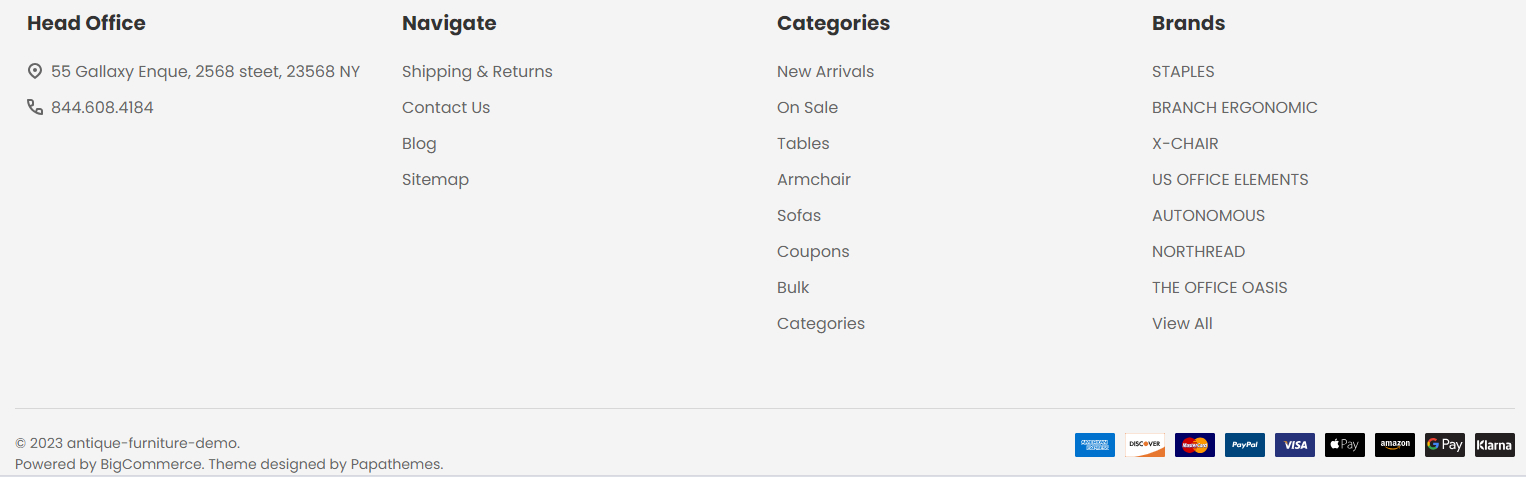 Head Office
55 Gallaxy Enque, 2568 steet, 23568 NY
844.608.4184
Navigate
Shipping & Returns
Contact Us
Blog
Sitemap
Categories
New Arrivals
On Sale
Tables
Armchair
Sofas
Coupons
Bulk
Categories
Brands
STAPLES
BRANCH ERGONOMIC
X-CHAIR
US OFFICE ELEMENTS
AUTONOMOUS
NORTHREAD
THE OFFICE OASIS
View All
© 2023 antique-furniture-demo.
Powered by BigCommerce. Theme designed by Papathemes.
AMERICAN EXPRESS
DISCOVER
MasterCard
PayPal
VISA
Pay
amazon
G Pay
Klarna